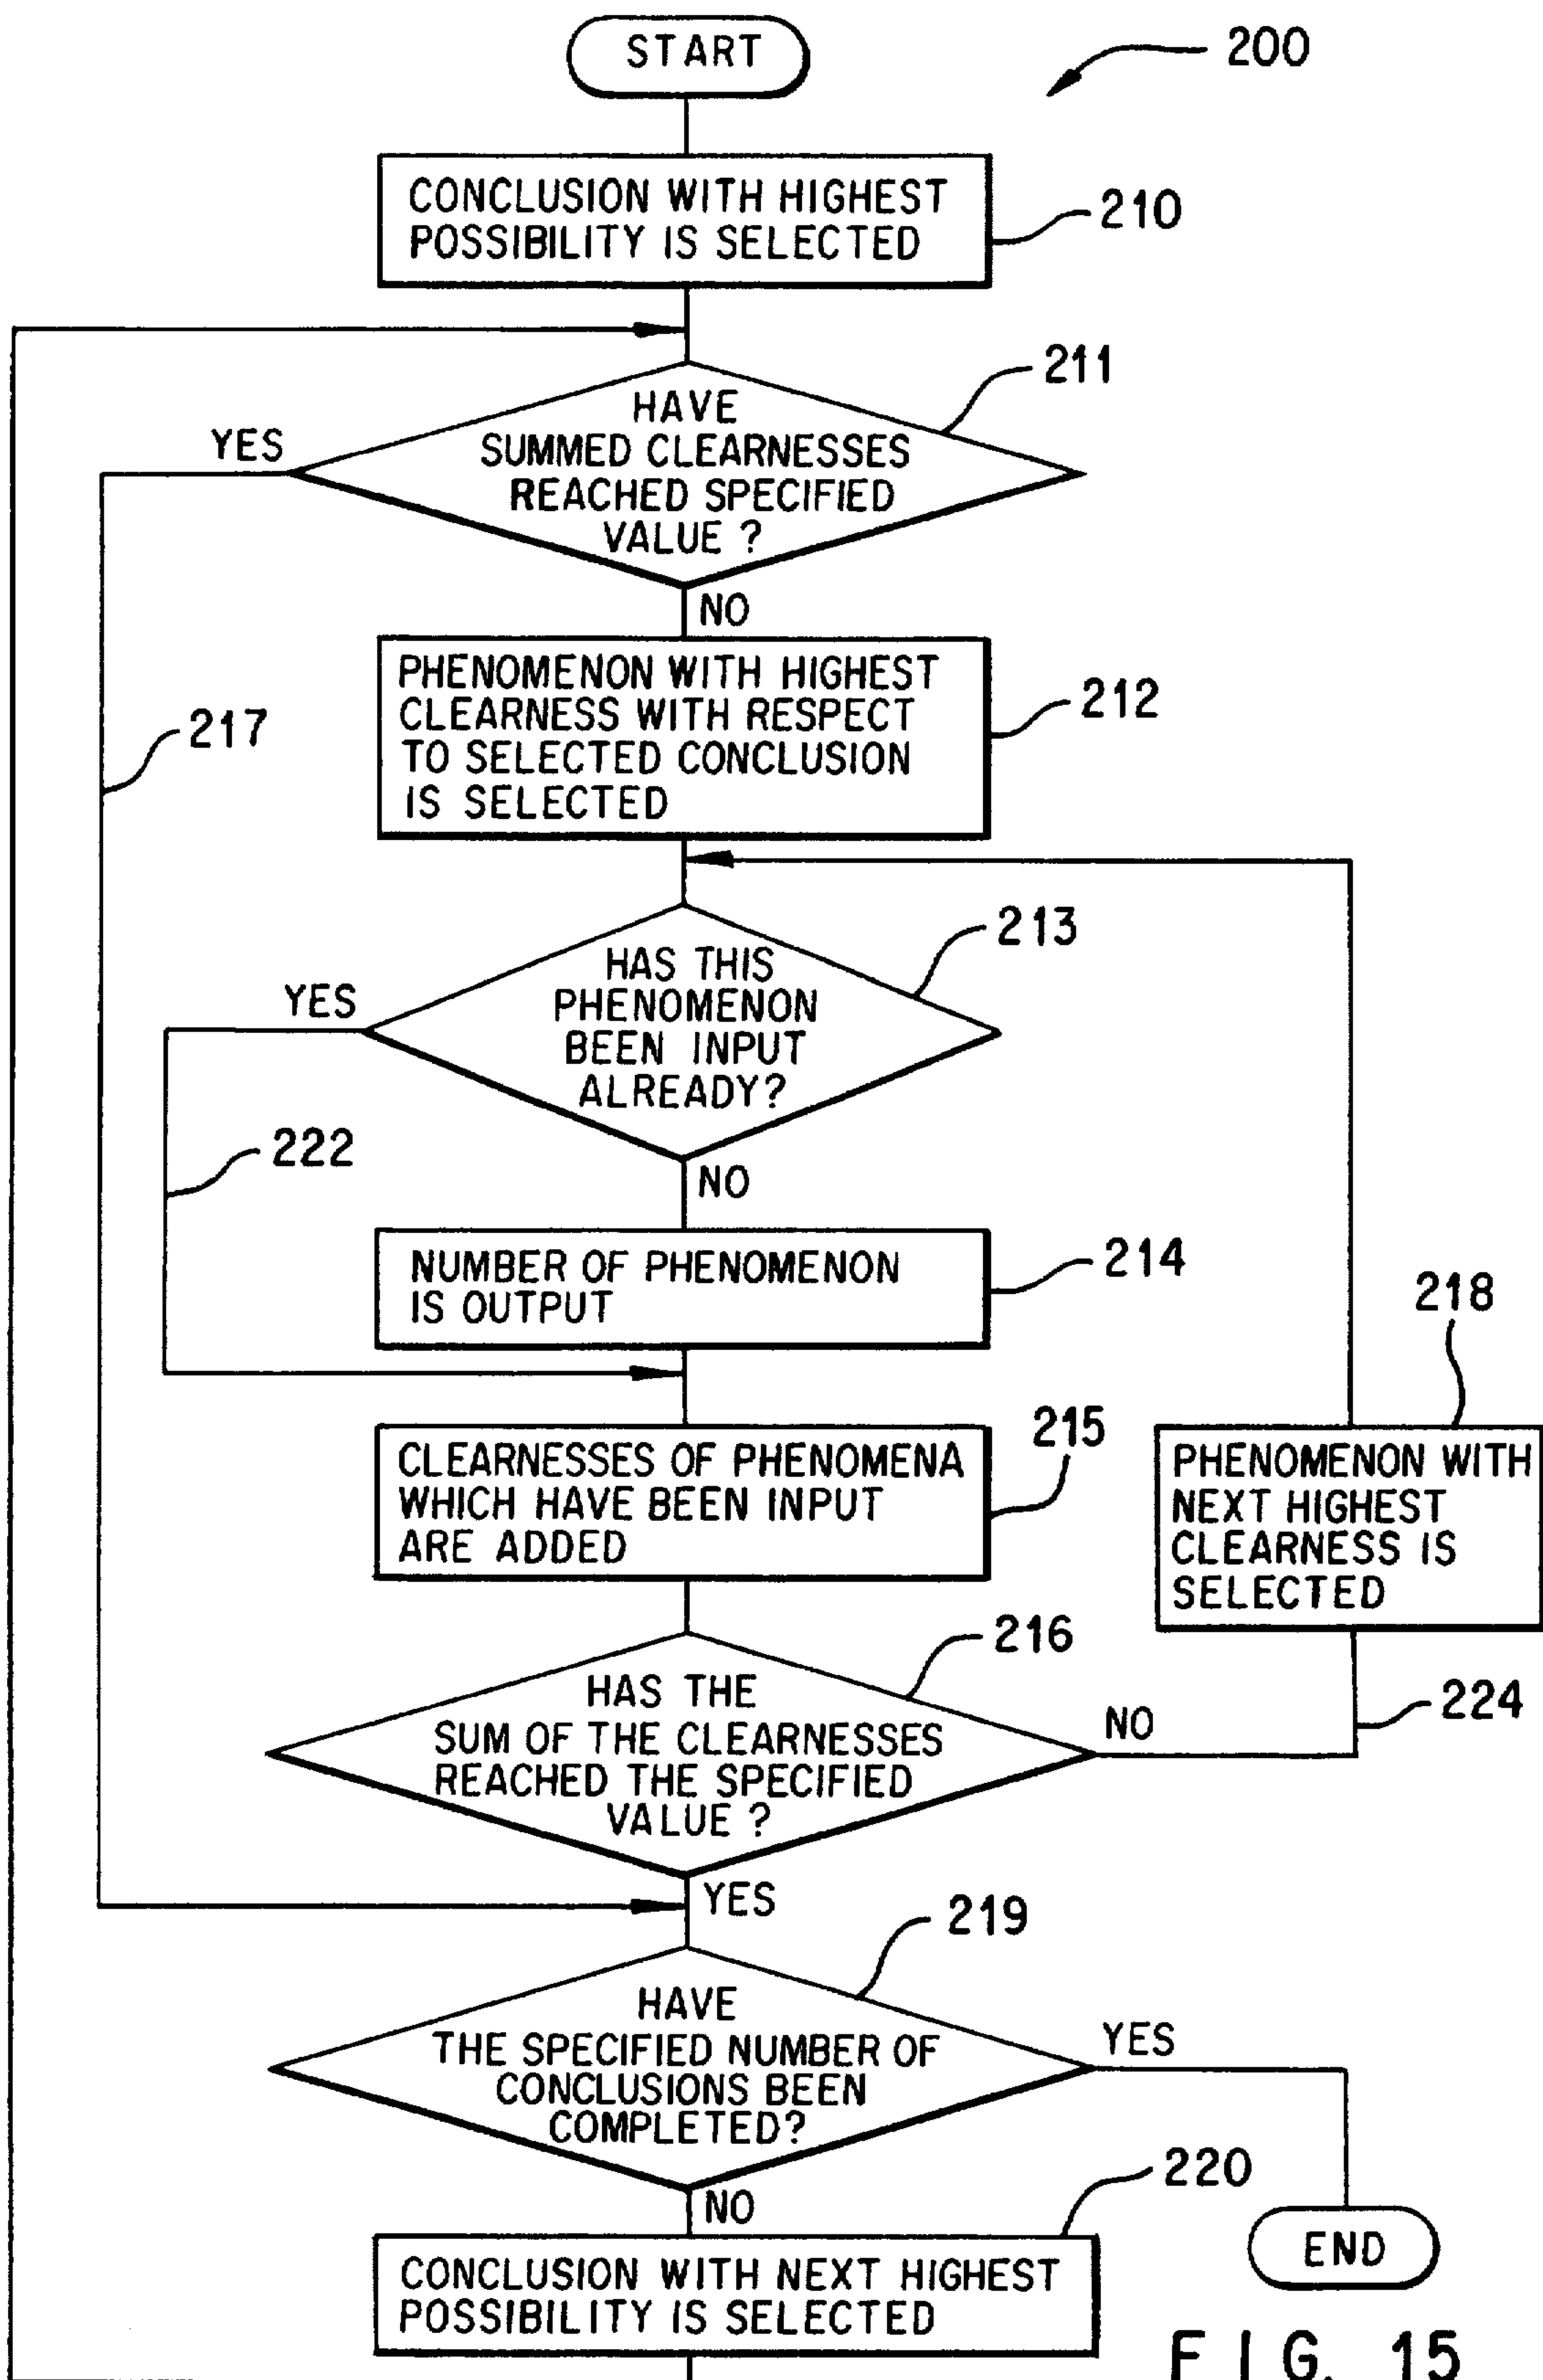 START
200
CONCLUSION WITH HIGHEST
POSSIBILITY IS SELECTED
210
211
HAVE
SUMMED CLEARNESSES
REACHED SPECIFIED
VALUE ?
YES
NO
PHENOMENON WITH HIGHEST
CLEARNESS WITH RESPECT
TO SELECTED CONCLUSION
IS SELECTED
212
217
213
HAS THIS
PHENOMENON
BEEN INPUT
ALREADY?
YES
222
NO
NUMBER OF PHENOMENON
IS OUTPUT
214
218
CLEARNESSES OF PHENOMENA
WHICH HAVE BEEN INPUT
ARE ADDED
215
PHENOMENON WITH
NEXT HIGHEST
CLEARNESS IS
SELECTED
216
HAS THE
SUM OF THE CLEARNESSES
REACHED THE SPECIFIED
VALUE ?
NO
224
YES
219
HAVE
THE SPECIFIED NUMBER OF
CONCLUSIONS BEEN
COMPLETED?
YES
220
NO
END
CONCLUSION WITH NEXT HIGHEST
POSSIBILITY IS SELECTED
FIG. 15